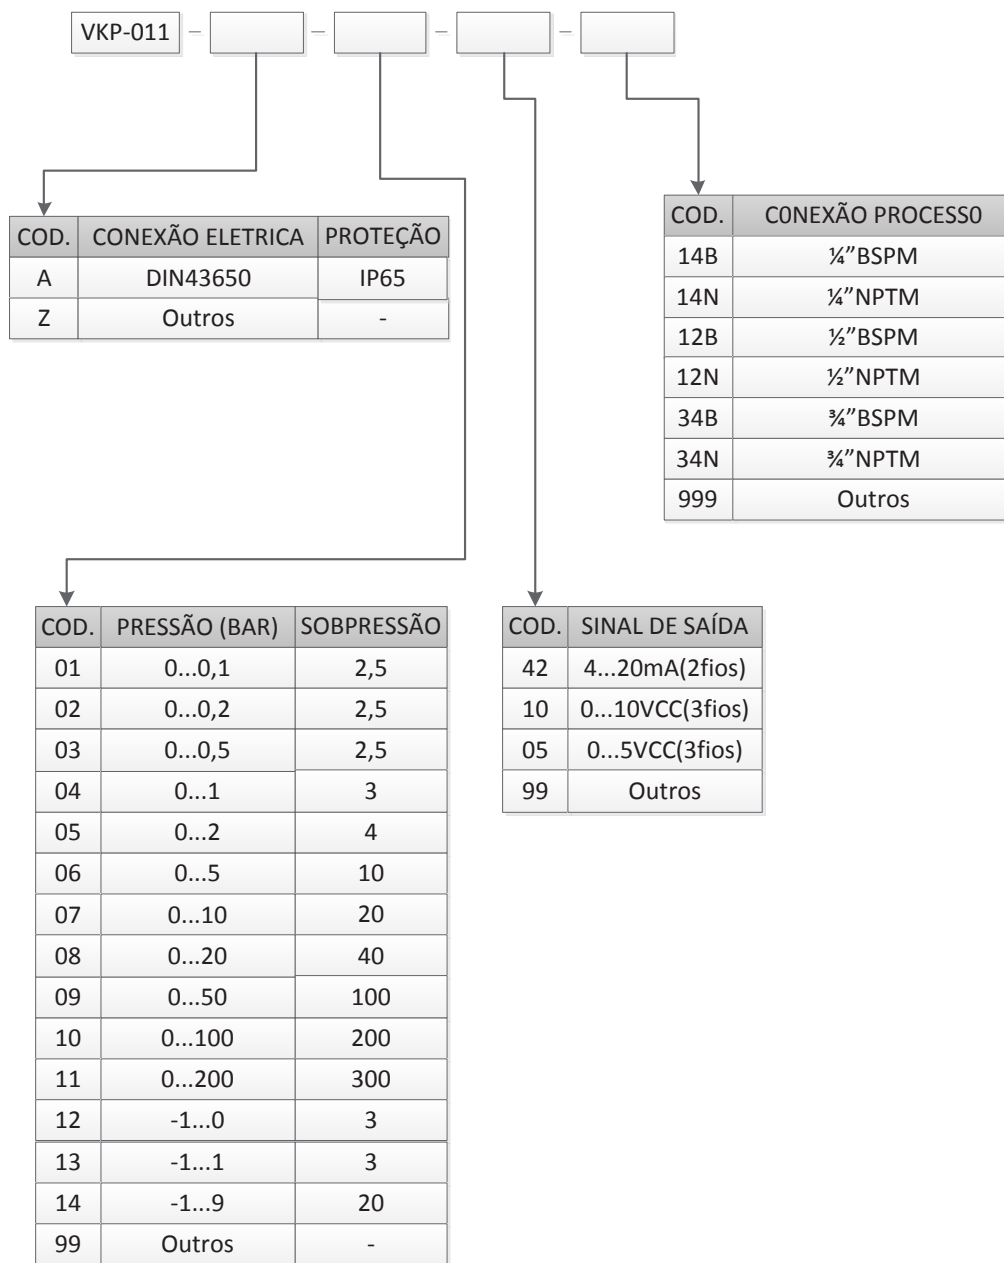 VKP-011 – – – –
COD. CONEXÃO ELETRICA PROTEÇÃO
A DIN43650 IP65
Z Outros -
COD. C0NEXÃO PROCESS0
14B ¼”BSPM
14N ¼”NPTM
12B ½”BSPM
12N ½”NPTM
34B ¾”BSPM
34N ¾”NPTM
999 Outros
COD. PRESSÃO (BAR) SOBPRESSÃO
01 0...0,1 2,5
02 0...0,2 2,5
03 0...0,5 2,5
04 0...1 3
05 0...2 4
06 0...5 10
07 0...10 20
08 0...20 40
09 0...50 100
10 0...100 200
11 0...200 300
12 -1...0 3
13 -1...1 3
14 -1...9 20
99 Outros -
COD. SINAL DE SAÍDA
42 4...20mA(2fios)
10 0...10VCC(3fios)
05 0...5VCC(3fios)
99 Outros